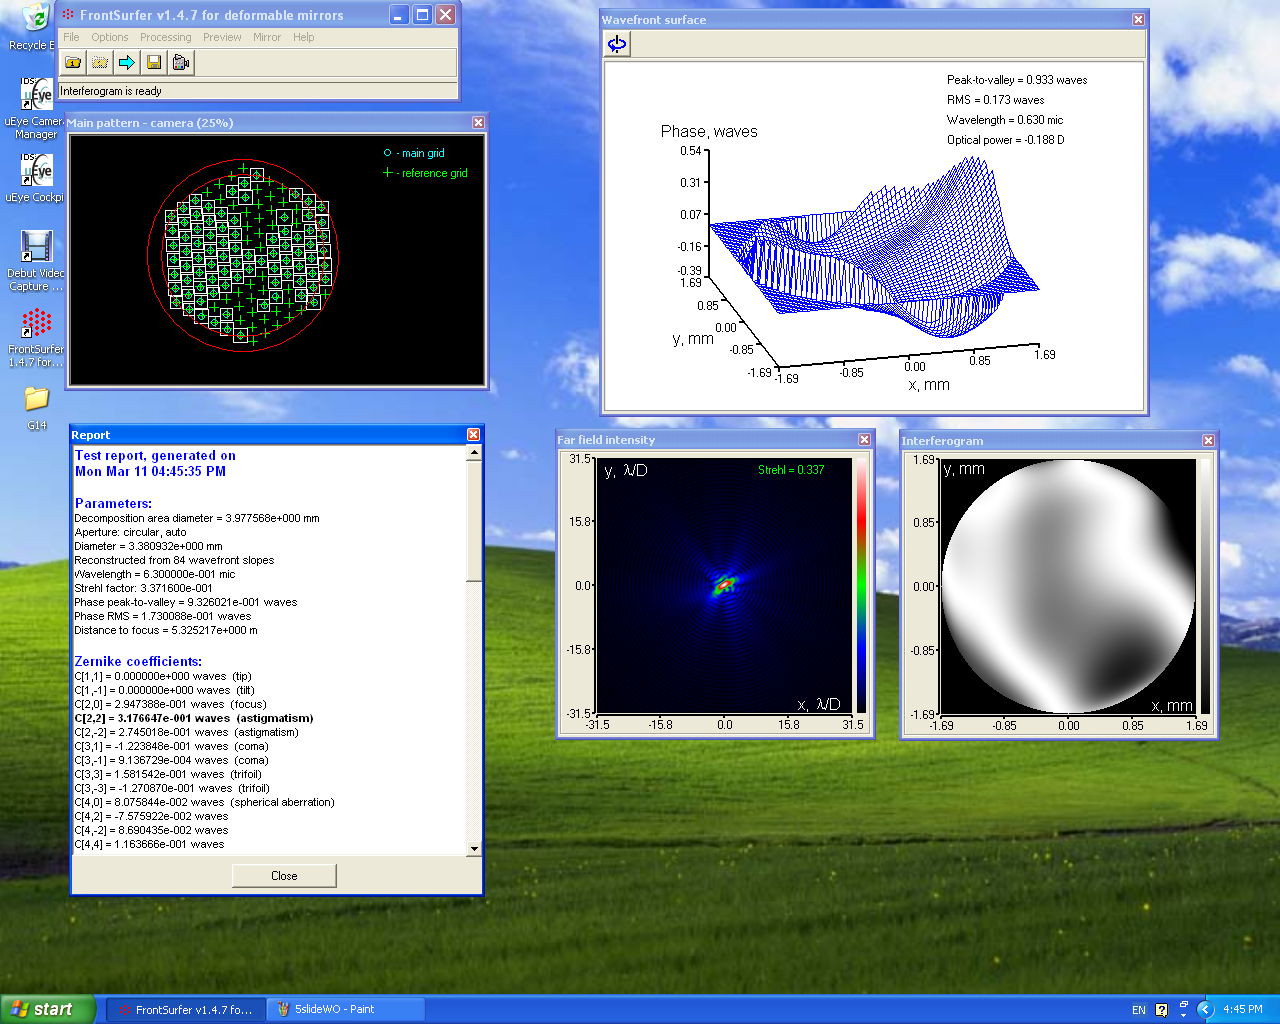 Recycle B
IDS:
uEye
uEye Camera
Manager
IDS:
uEye
uEye Cockpi
Debut Video
Capture ...
FrontSurfer
1.4.7 for...
G14
FrontSurfer v1.4.7 for deformable mirrors
File Options Processing Preview Mirror Help
Interferogram is ready
Main pattern - camera (25%)
- main grid
- reference grid
Wavefront surface
Peak-to-valley = 0.933 waves
RMS = 0.173 waves
Wavelength = 0.630 mic
Optical power = -0.188 D
Phase, waves
0.54
0.31
0.07
-0.16
-0.39
1.69
0.85
0.00
-0.85
-1.69
y, mm
-1.69
-0.85
0.00
0.85
1.69
x, mm
Report
Test report, generated on
Mon Mar 11 04:45:35 PM
Parameters:
Decomposition area diameter = 3.977568e+000 mm
Aperture: circular, auto
Diameter = 3.380932e+000 mm
Reconstructed from 84 wavefront slopes
Wavelength = 6.300000e-001 mic
Strehl factor: 3.371600e-001
Phase peak-to-valley = 9.326021e-001 waves
Phase RMS = 1.730088e-001 waves
Distance to focus = 5.325217e+000 m
Zernike coefficients:
C[1,1] = 0.000000e+000 waves (tip)
C[1,-1] = 0.000000e+000 waves (tilt)
C[2,0] = 2.947388e-001 waves (focus)
C[2,2] = 3.176647e-001 waves (astigmatism)
C[2,-2] = 2.745018e-001 waves (astigmatism)
C[3,1] = -1.223848e-001 waves (coma)
C[3,-1] = 9.136729e-004 waves (coma)
C[3,3] = 1.581542e-001 waves (trifoil)
C[3,-3] = -1.270870e-001 waves (trifoil)
C[4,0] = 8.075844e-002 waves (spherical aberration)
C[4,2] = -7.575922e-002 waves
C[4,-2] = 8.690435e-002 waves
C[4,4] = 1.163666e-001 waves
Close
Far field intensity
y, λ/D
Strehl = 0.337
31.5
15.8
0.0
-15.8
-31.5
x, λ/D
-31.5 -15.8 0.0 15.8 31.5
Interferogram
y, mm
1.69
0.85
0.00
-0.85
-1.69
x, mm
-1.69 -0.85 0.00 0.85 1.69
start
FrontSurfer v1.4.7 fo...
5slideWO - Paint
EN
4:45 PM